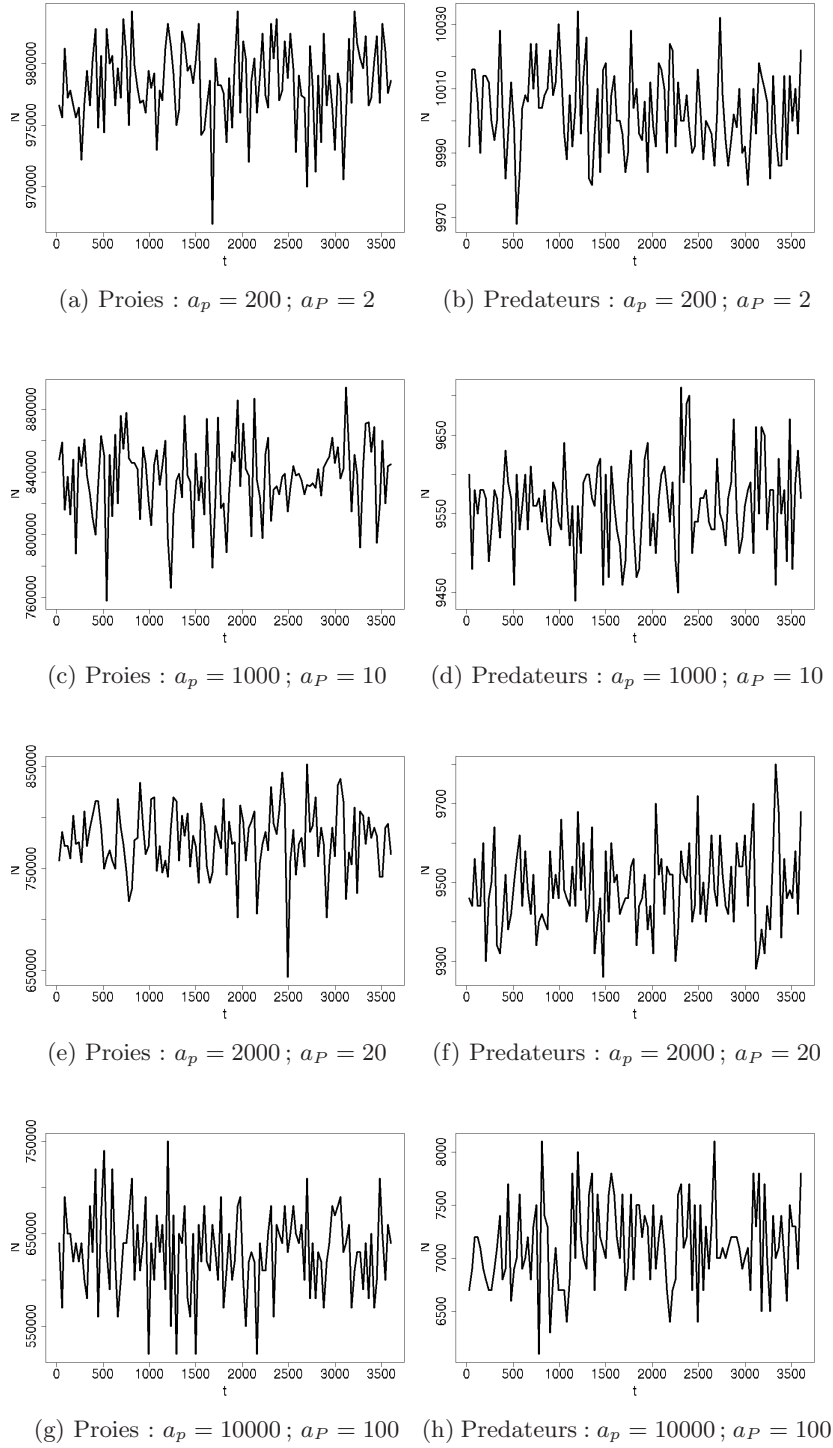 970000 975000 980000
N
0 500 1000 1500 2000 2500 3000 3500
t
9970 9990 10010 10030
N
0 500 1000 1500 2000 2500 3000 3500
t
(a) Proies : a_p = 200 ; a_P = 2
(b) Predateurs : a_p = 200 ; a_P = 2
760000 800000 840000 880000
N
0 500 1000 1500 2000 2500 3000 3500
t
9450 9550 9650
N
0 500 1000 1500 2000 2500 3000 3500
t
(c) Proies : a_p = 1000 ; a_P = 10
(d) Predateurs : a_p = 1000 ; a_P = 10
650000 750000 850000
N
0 500 1000 1500 2000 2500 3000 3500
t
9300 9500 9700
N
0 500 1000 1500 2000 2500 3000 3500
t
(e) Proies : a_p = 2000 ; a_P = 20
(f) Predateurs : a_p = 2000 ; a_P = 20
550000 650000 750000
N
0 500 1000 1500 2000 2500 3000 3500
t
6500 7000 7500 8000
N
0 500 1000 1500 2000 2500 3000 3500
t
(g) Proies : a_p = 10000 ; a_P = 100
(h) Predateurs : a_p = 10000 ; a_P = 100